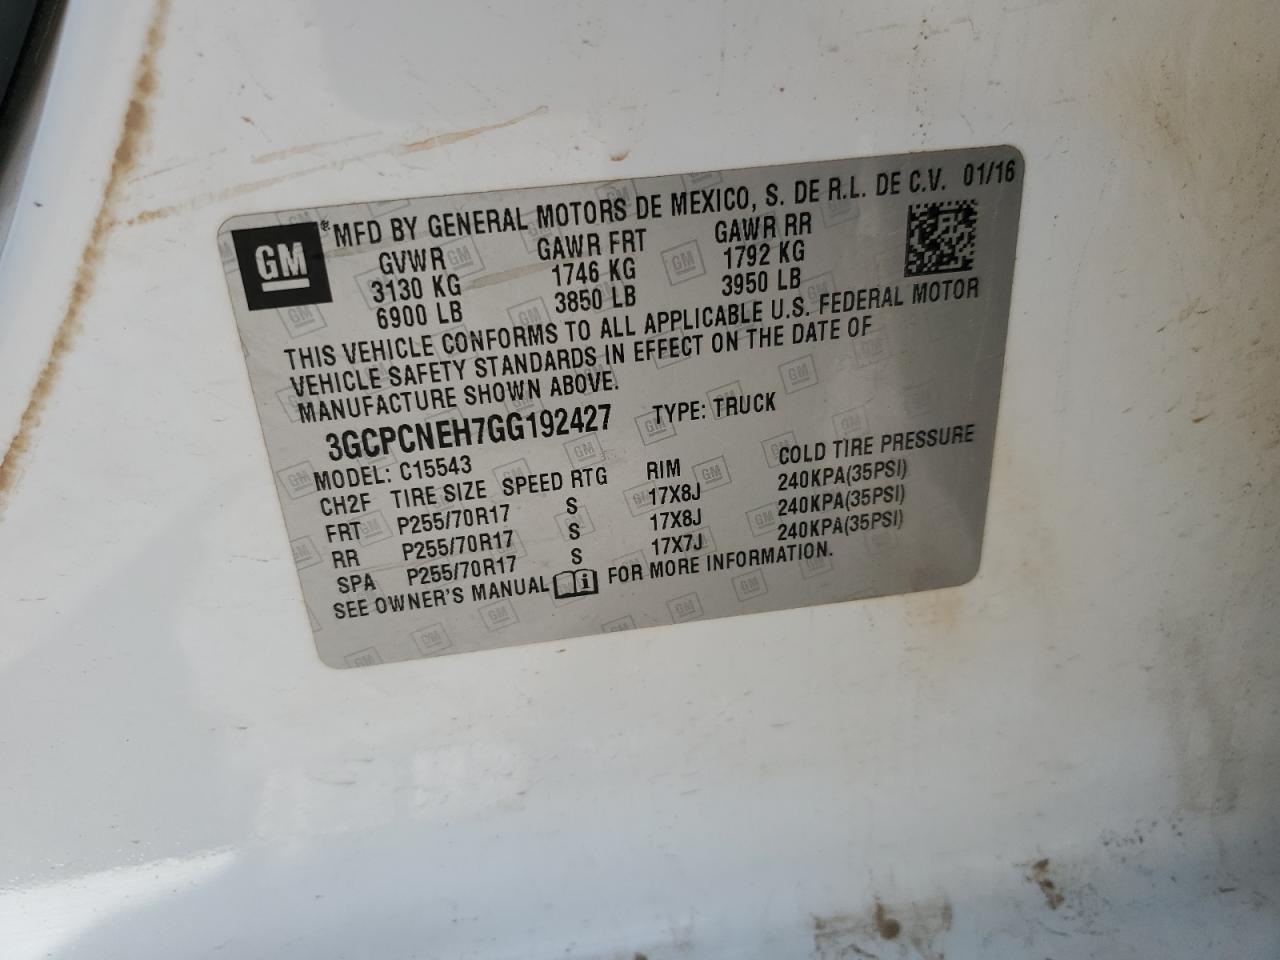 GM
® MFD BY GENERAL MOTORS DE MEXICO, S. DE R.L. DE C.V. 01/16
GVWR GAWR FRT GAWR RR
3130 KG 1746 KG 1792 KG
6900 LB 3850 LB 3950 LB
THIS VEHICLE CONFORMS TO ALL APPLICABLE U.S. FEDERAL MOTOR
VEHICLE SAFETY STANDARDS IN EFFECT ON THE DATE OF
MANUFACTURE SHOWN ABOVE.
3GCPCNEH7GG192427 TYPE: TRUCK
MODEL: C15543
CH2F TIRE SIZE SPEED RTG RIM COLD TIRE PRESSURE
FRT P255/70R17 S 17X8J 240KPA(35PSI)
RR P255/70R17 S 17X8J 240KPA(35PSI)
SPA P255/70R17 S 17X7J 240KPA(35PSI)
SEE OWNER'S MANUAL i FOR MORE INFORMATION.